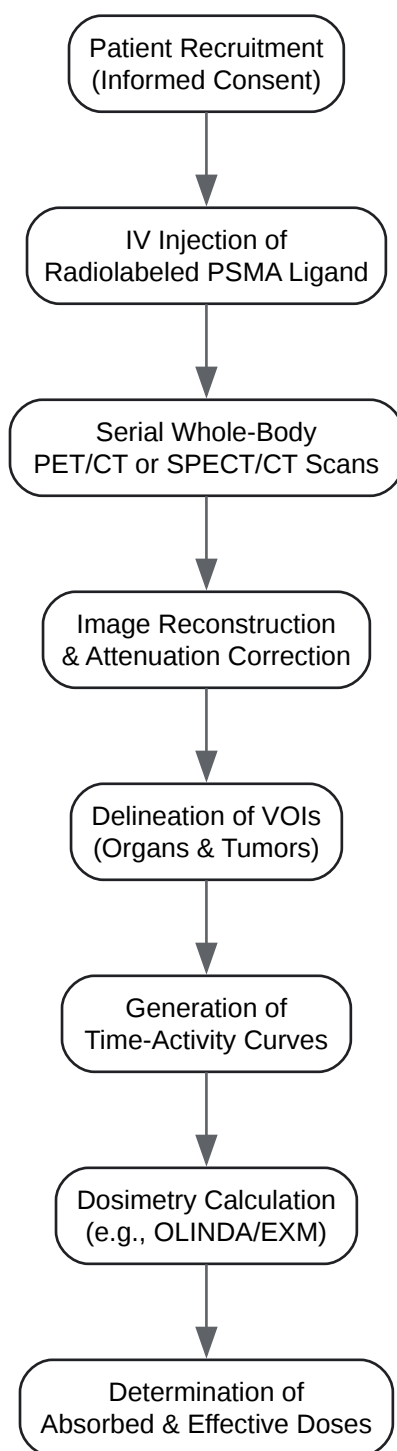 Patient Recruitment
(Informed Consent)
IV Injection of
Radiolabeled PSMA Ligand
Serial Whole-Body
PET/CT or SPECT/CT Scans
Image Reconstruction
& Attenuation Correction
Delineation of VOIs
(Organs & Tumors)
Generation of
Time-Activity Curves
Dosimetry Calculation
(e.g., OLINDA/EXM)
Determination of
Absorbed & Effective Doses